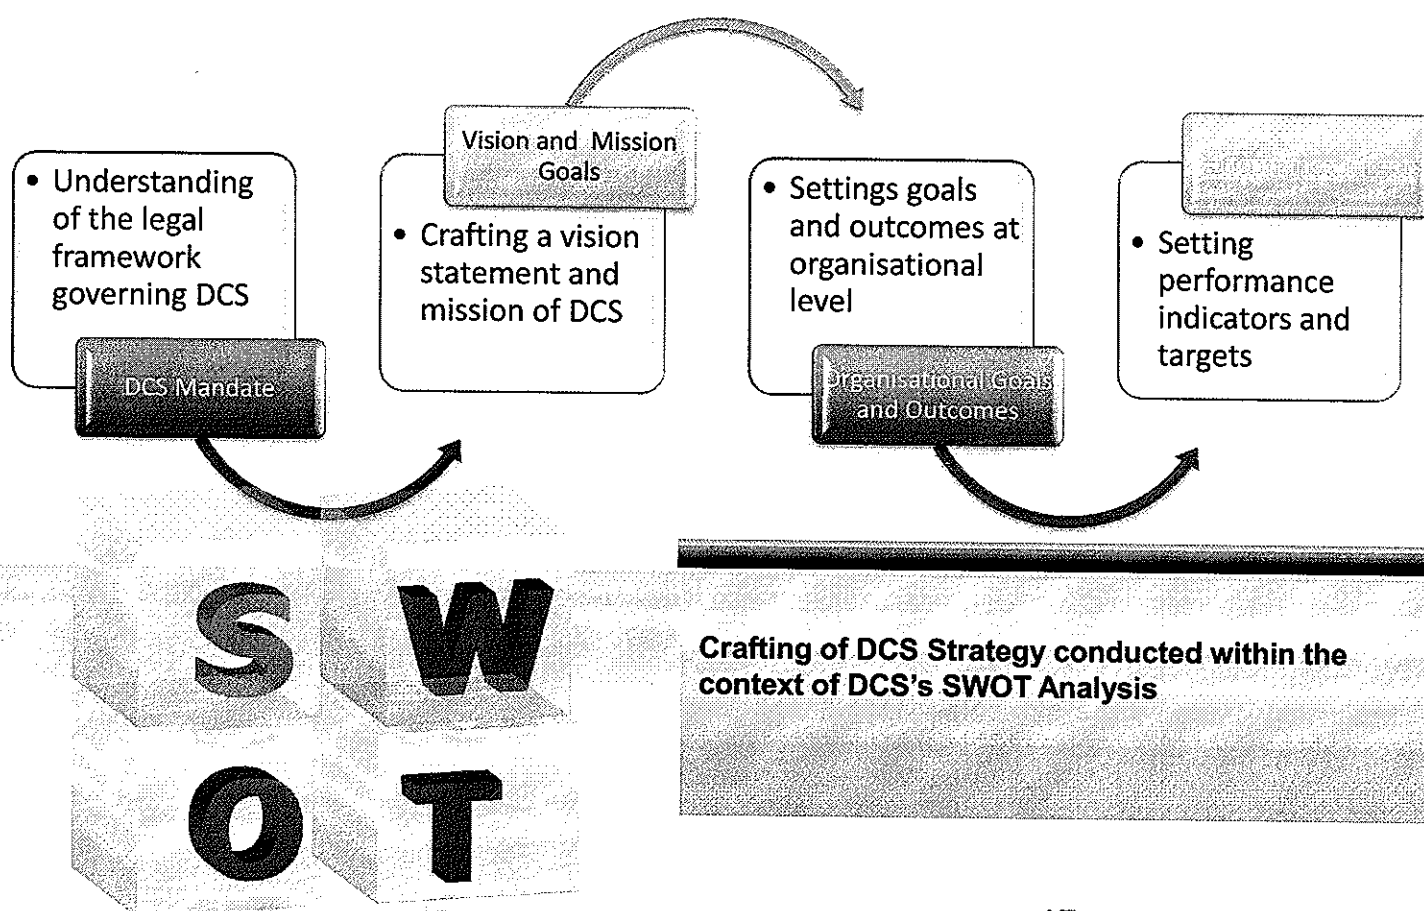 • Understanding
of the legal
framework
governing DCS
DCS Mandate
Vision and Mission
Goals
• Crafting a vision
statement and
mission of DCS
• Settings goals
and outcomes at
organisational
level
Organisational Goals
and Outcomes
• Setting
performance
indicators and
targets
S W
O T
Crafting of DCS Strategy conducted within the
context of DCS's SWOT Analysis